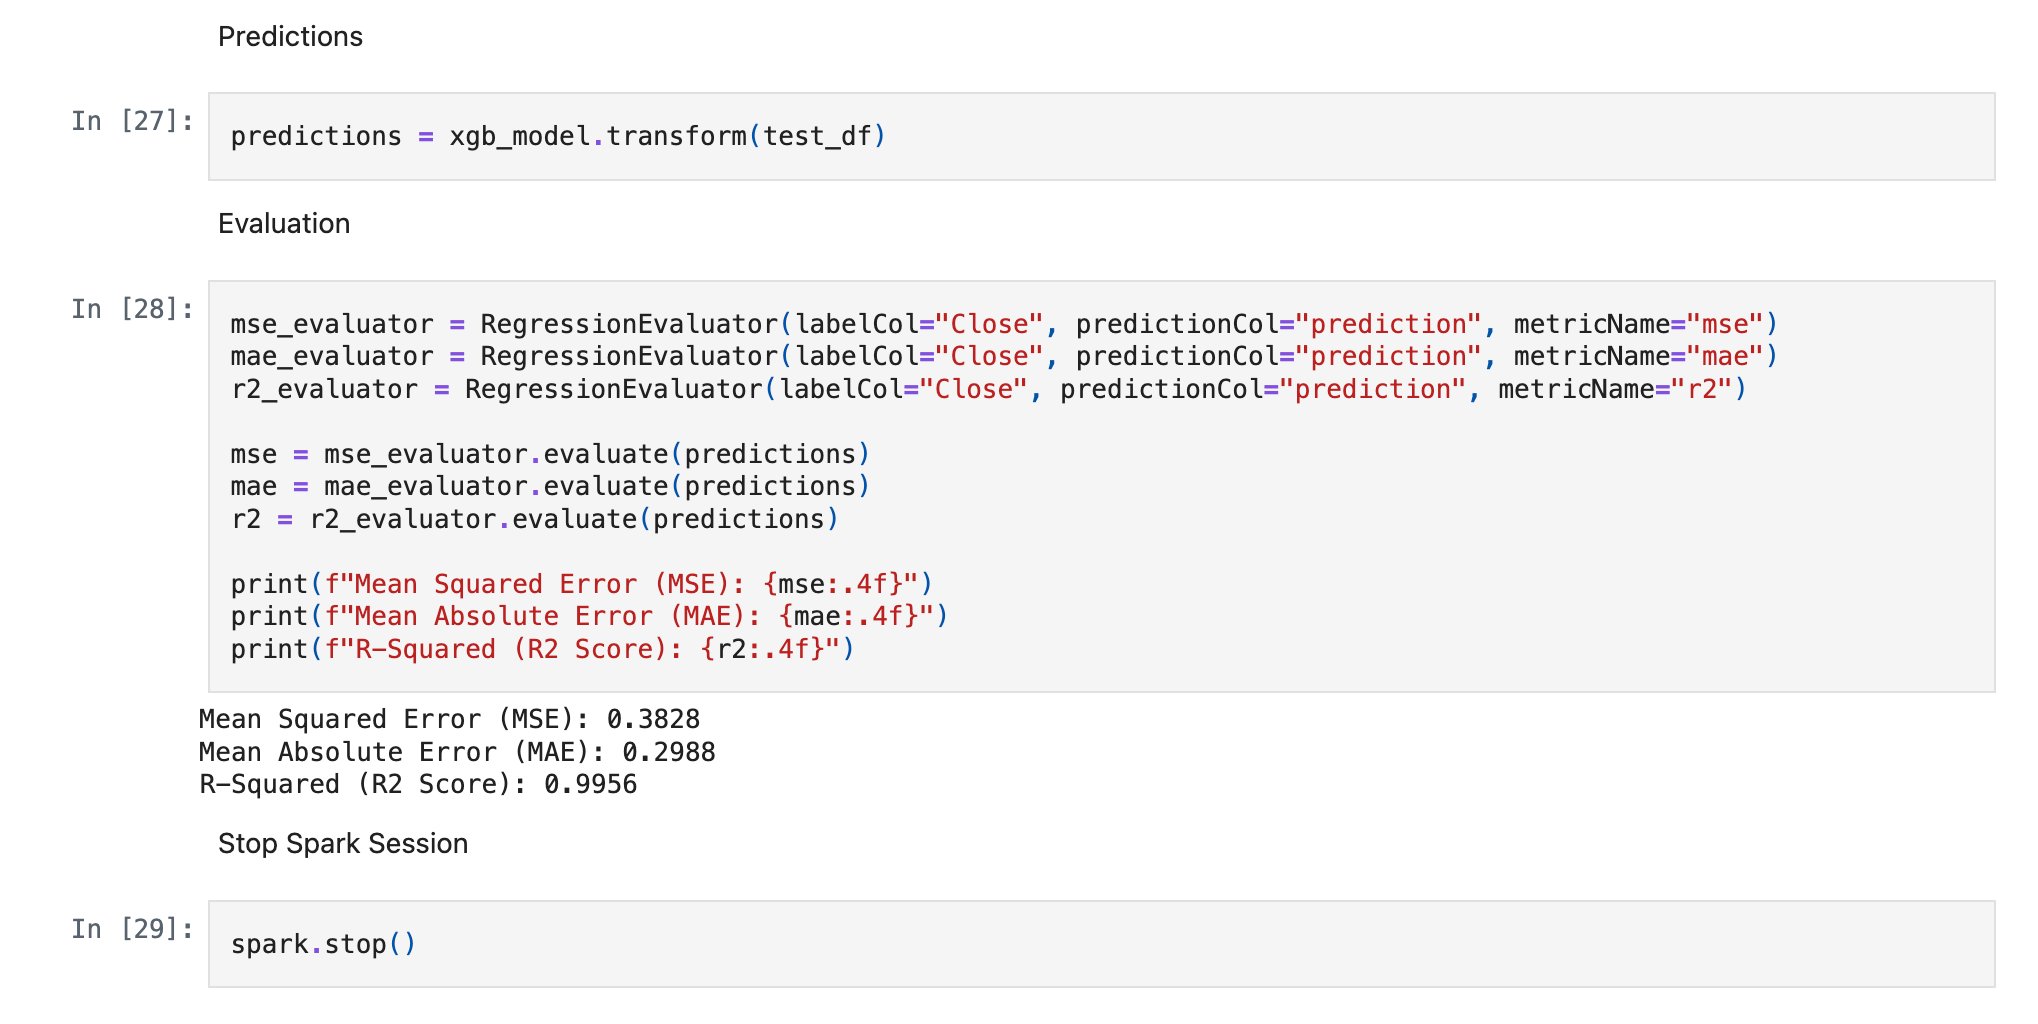 Predictions
In [27]:
predictions = xgb_model.transform(test_df)
Evaluation
In [28]:
mse_evaluator = RegressionEvaluator(labelCol="Close", predictionCol="prediction", metricName="mse")
mae_evaluator = RegressionEvaluator(labelCol="Close", predictionCol="prediction", metricName="mae")
r2_evaluator = RegressionEvaluator(labelCol="Close", predictionCol="prediction", metricName="r2")
mse = mse_evaluator.evaluate(predictions)
mae = mae_evaluator.evaluate(predictions)
r2 = r2_evaluator.evaluate(predictions)
print(f"Mean Squared Error (MSE): {mse:.4f}")
print(f"Mean Absolute Error (MAE): {mae:.4f}")
print(f"R-Squared (R2 Score): {r2:.4f}")
Mean Squared Error (MSE): 0.3828
Mean Absolute Error (MAE): 0.2988
R-Squared (R2 Score): 0.9956
Stop Spark Session
In [29]:
spark.stop()